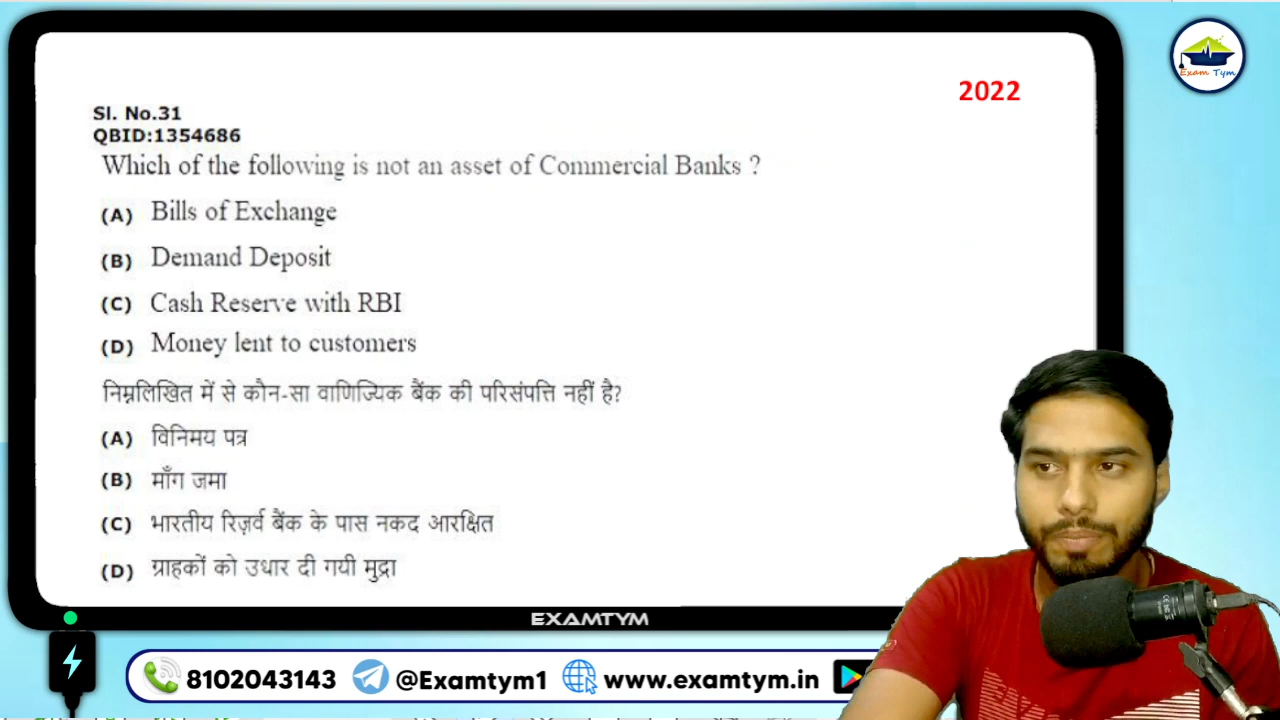 2022
Sl. No.31
QBID:1354686
Which of the following is not an asset of Commercial Banks ?
(A) Bills of Exchange
(B) Demand Deposit
(C) Cash Reserve with RBI
(D) Money lent to customers
निम्नलिखित में से कौन-सा वाणिज्यिक बैंक की परिसंपत्ति नहीं है?
(A) विनिमय पत्र
(B) माँग जमा
(C) भारतीय रिज़र्व बैंक के पास नकद आरक्षित
(D) ग्राहकों को उधार दी गयी मुद्रा
Exam Tym
EXAMTYM
8102043143 @Examtym1 www.examtym.in